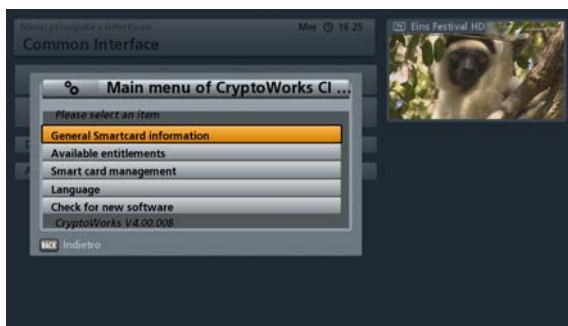 Menu principale » Interfacce
Mer 16 25
Common Interface
TV Eins Festival HD
Main menu of CryptoWorks CI ...
Please select an item
General Smartcard information
Available entitlements
Smart card management
Language
Check for new software
CryptoWorks V4.00.008
BACK Indietro